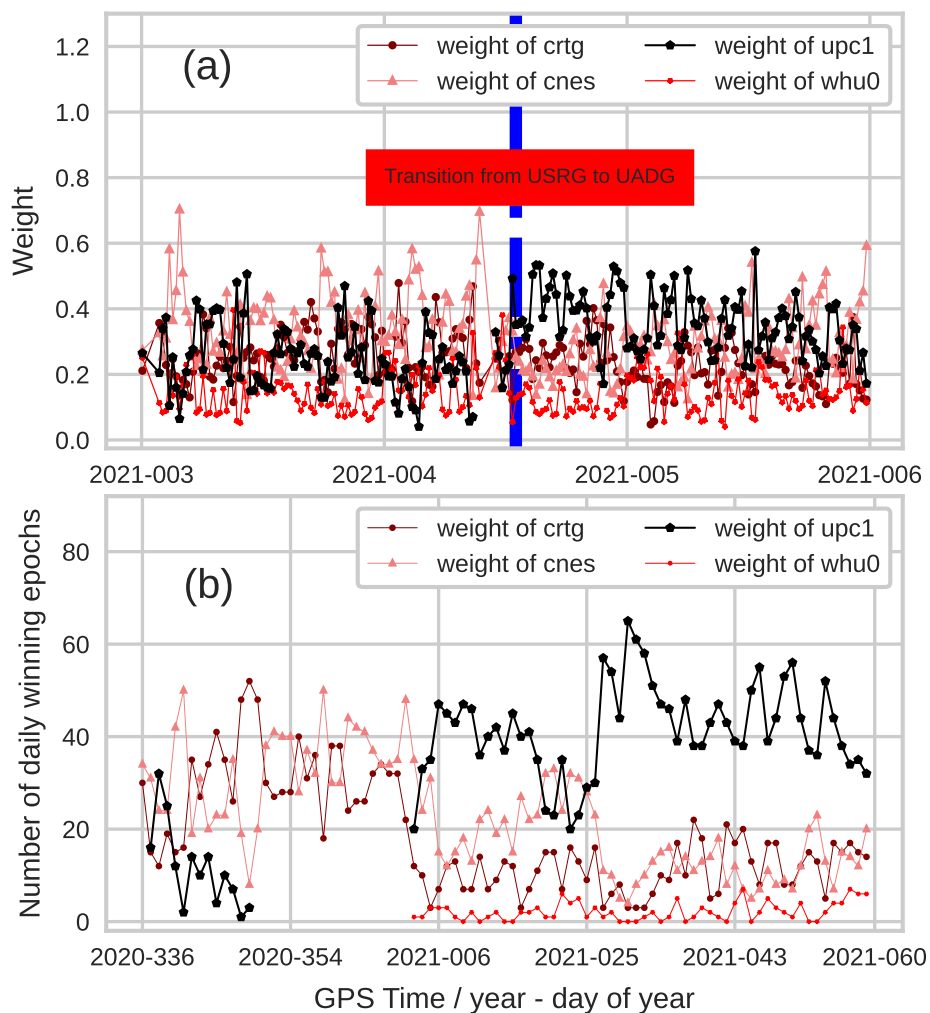 (a)
weight of crtg
weight of cnes
weight of upc1
weight of whu0
1.2
1.0
0.8
0.6
0.4
0.2
0.0
Weight
Transition from USRG to UADG
2021-003
2021-004
2021-005
2021-006
(b)
weight of crtg
weight of cnes
weight of upc1
weight of whu0
80
60
40
20
0
Number of daily winning epochs
2020-336
2020-354
2021-006
2021-025
2021-043
2021-060
GPS Time / year - day of year